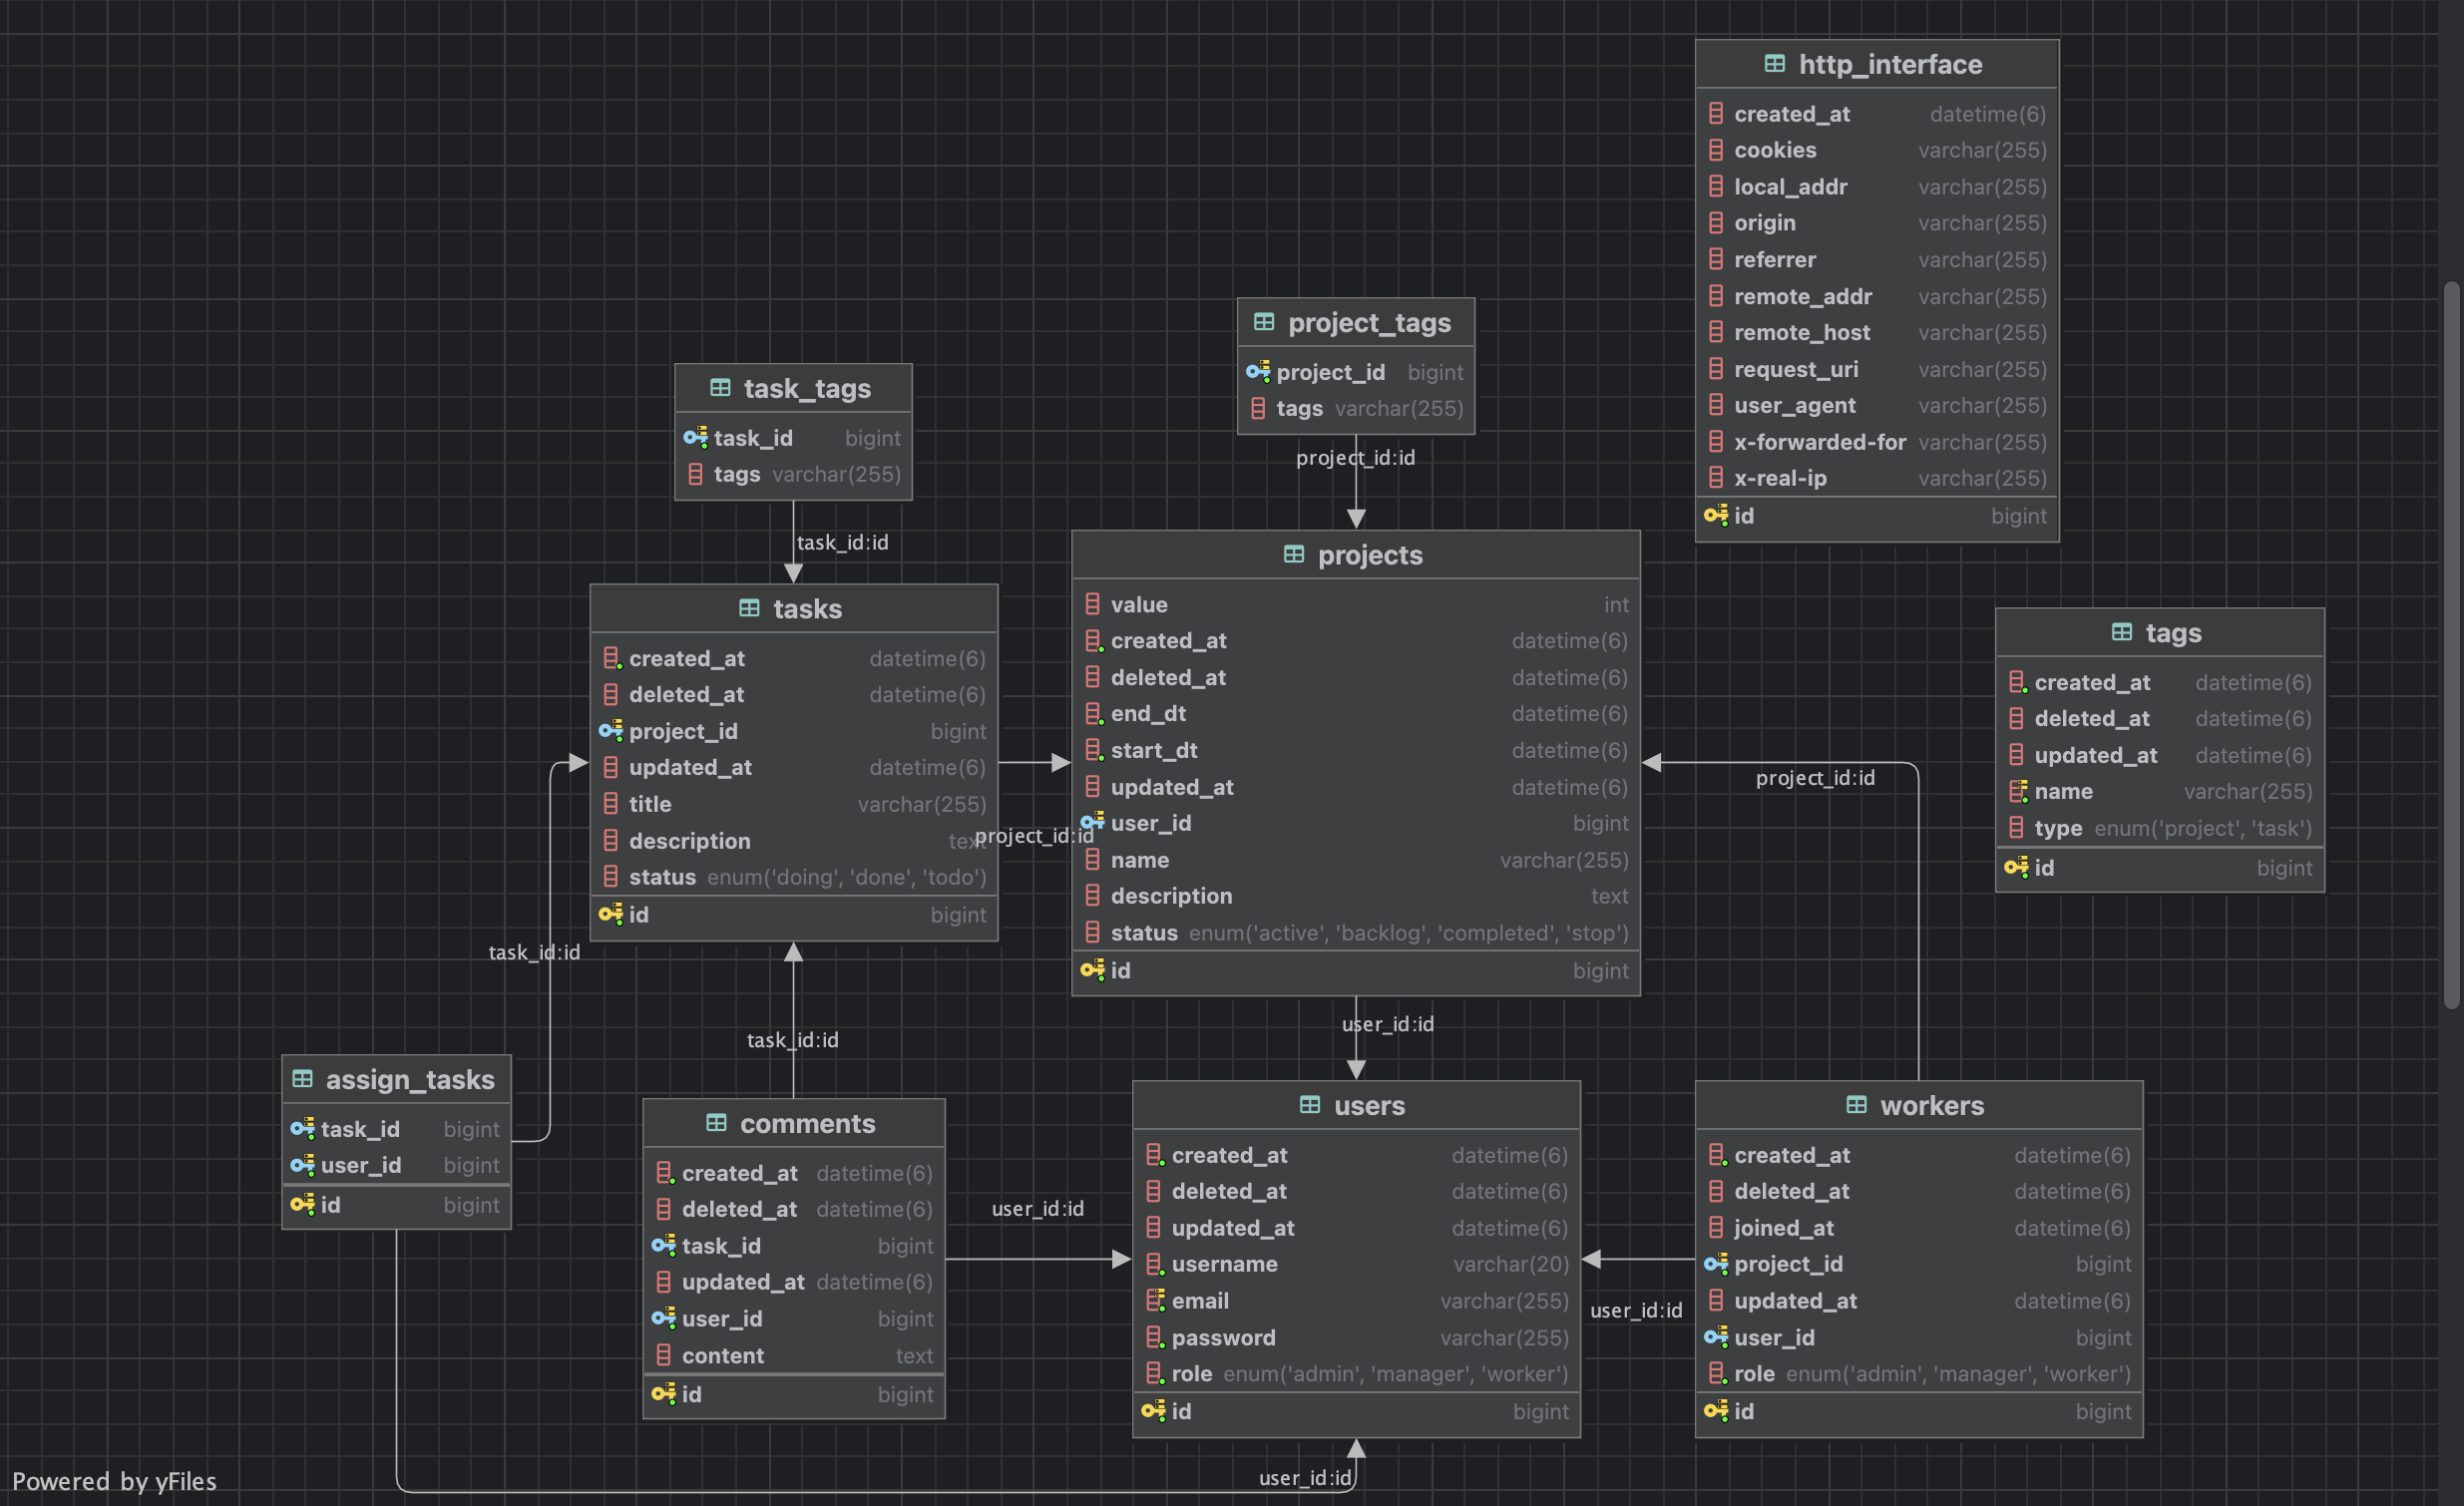 http_interface
created_at datetime(6)
cookies varchar(255)
local_addr varchar(255)
origin varchar(255)
referrer varchar(255)
remote_addr varchar(255)
remote_host varchar(255)
request_uri varchar(255)
user_agent varchar(255)
x-forwarded-for varchar(255)
x-real-ip varchar(255)
id bigint
project_tags
project_id bigint
tags varchar(255)
project_id:id
task_tags
task_id bigint
tags varchar(255)
task_id:id
tasks
created_at datetime(6)
deleted_at datetime(6)
project_id bigint
updated_at datetime(6)
title varchar(255)
description text
status enum('doing', 'done', 'todo')
id bigint
project_id:id
projects
value int
created_at datetime(6)
deleted_at datetime(6)
end_dt datetime(6)
start_dt datetime(6)
updated_at datetime(6)
user_id bigint
name varchar(255)
description text
status enum('active', 'backlog', 'completed', 'stop')
id bigint
project_id:id
tags
created_at datetime(6)
deleted_at datetime(6)
updated_at datetime(6)
name varchar(255)
type enum('project', 'task')
id bigint
task_id:id
task_id:id
user_id:id
assign_tasks
task_id bigint
user_id bigint
id bigint
comments
created_at datetime(6)
deleted_at datetime(6)
task_id bigint
updated_at datetime(6)
user_id bigint
content text
id bigint
user_id:id
users
created_at datetime(6)
deleted_at datetime(6)
updated_at datetime(6)
username varchar(20)
email varchar(255)
password varchar(255)
role enum('admin', 'manager', 'worker')
id bigint
user_id:id
workers
created_at datetime(6)
deleted_at datetime(6)
joined_at datetime(6)
project_id bigint
updated_at datetime(6)
user_id bigint
role enum('admin', 'manager', 'worker')
id bigint
user_id:id
Powered by yFiles